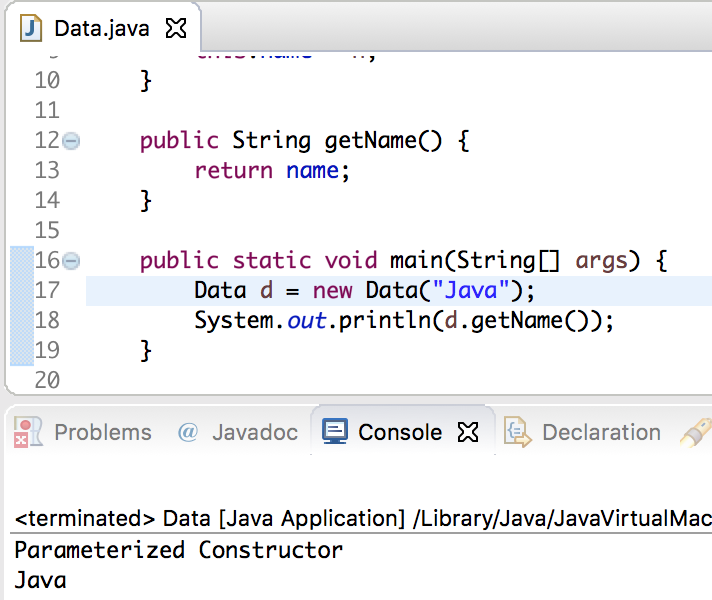 Data.java
10 }
11
12 public String getName() {
13 return name;
14 }
15
16 public static void main(String[] args) {
17 Data d = new Data("Java");
18 System.out.println(d.getName());
19 }
20
Problems @ Javadoc Console Declaration
<terminated> Data [Java Application] /Library/Java/JavaVirtualMac
Parameterized Constructor
Java